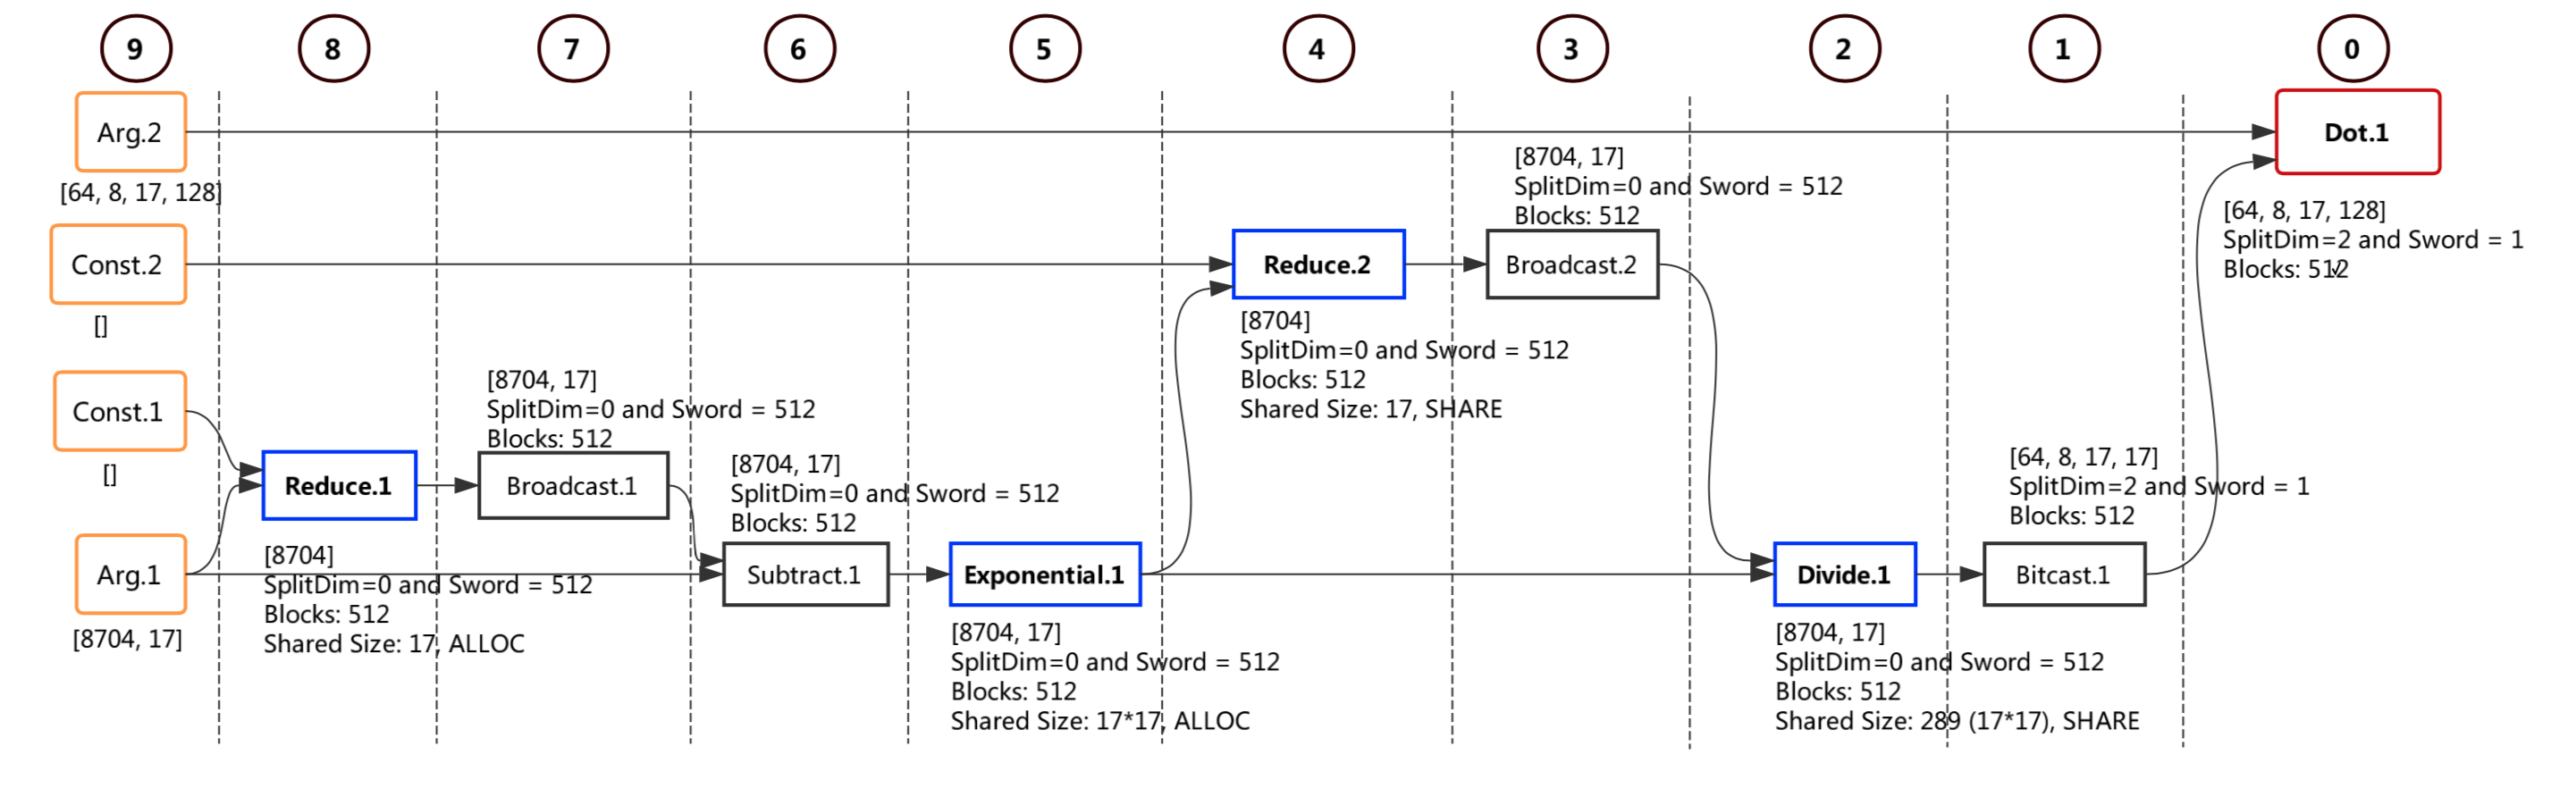 9
8
7
6
5
4
3
2
1
0
Arg.2
[64, 8, 17, 128]
Const.2
[]
Const.1
[]
Arg.1
[8704, 17]
Reduce.1
[8704]
SplitDim=0 and Sword = 512
Blocks: 512
Shared Size: 17, ALLOC
[8704, 17]
SplitDim=0 and Sword = 512
Blocks: 512
Broadcast.1
[8704, 17]
SplitDim=0 and Sword = 512
Blocks: 512
Subtract.1
Exponential.1
[8704, 17]
SplitDim=0 and Sword = 512
Blocks: 512
Shared Size: 17*17, ALLOC
Reduce.2
[8704]
SplitDim=0 and Sword = 512
Blocks: 512
Shared Size: 17, SHARE
[8704, 17]
SplitDim=0 and Sword = 512
Blocks: 512
Broadcast.2
Divide.1
[8704, 17]
SplitDim=0 and Sword = 512
Blocks: 512
Shared Size: 289 (17*17), SHARE
[64, 8, 17, 17]
SplitDim=2 and Sword = 1
Blocks: 512
Bitcast.1
Dot.1
[64, 8, 17, 128]
SplitDim=2 and Sword = 1
Blocks: 512